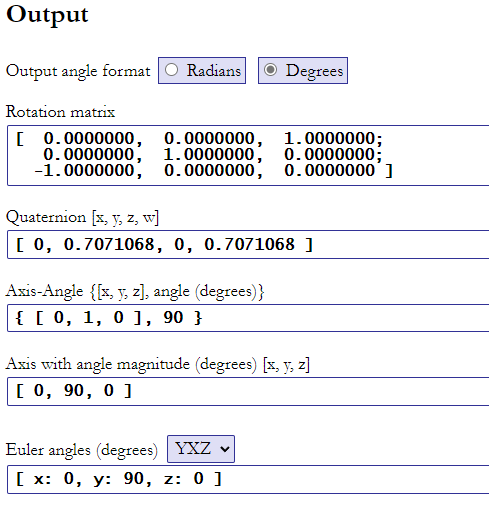 Output
Output angle format Radians Degrees
Rotation matrix
[ 0.0000000, 0.0000000, 1.0000000;
0.0000000, 1.0000000, 0.0000000;
-1.0000000, 0.0000000, 0.0000000 ]
Quaternion [x, y, z, w]
[ 0, 0.7071068, 0, 0.7071068 ]
Axis-Angle {[x, y, z], angle (degrees)}
{ [ 0, 1, 0 ], 90 }
Axis with angle magnitude (degrees) [x, y, z]
[ 0, 90, 0 ]
Euler angles (degrees) YXZ
[ x: 0, y: 90, z: 0 ]